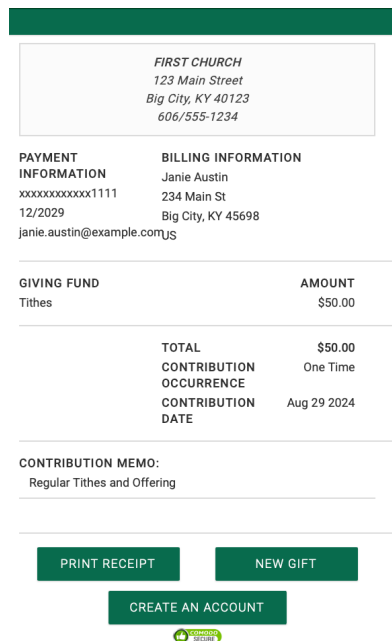 FIRST CHURCH
123 Main Street
Big City, KY 40123
606/555-1234
PAYMENT
INFORMATION
xxxxxxxxxxxx1111
12/2029
janie.austin@example.com
BILLING INFORMATION
Janie Austin
234 Main St
Big City, KY 45698
US
GIVING FUND AMOUNT
Tithes $50.00
TOTAL $50.00
CONTRIBUTION One Time
OCCURRENCE
CONTRIBUTION Aug 29 2024
DATE
CONTRIBUTION MEMO:
Regular Tithes and Offering
PRINT RECEIPT NEW GIFT
CREATE AN ACCOUNT
COMODO
SECURE